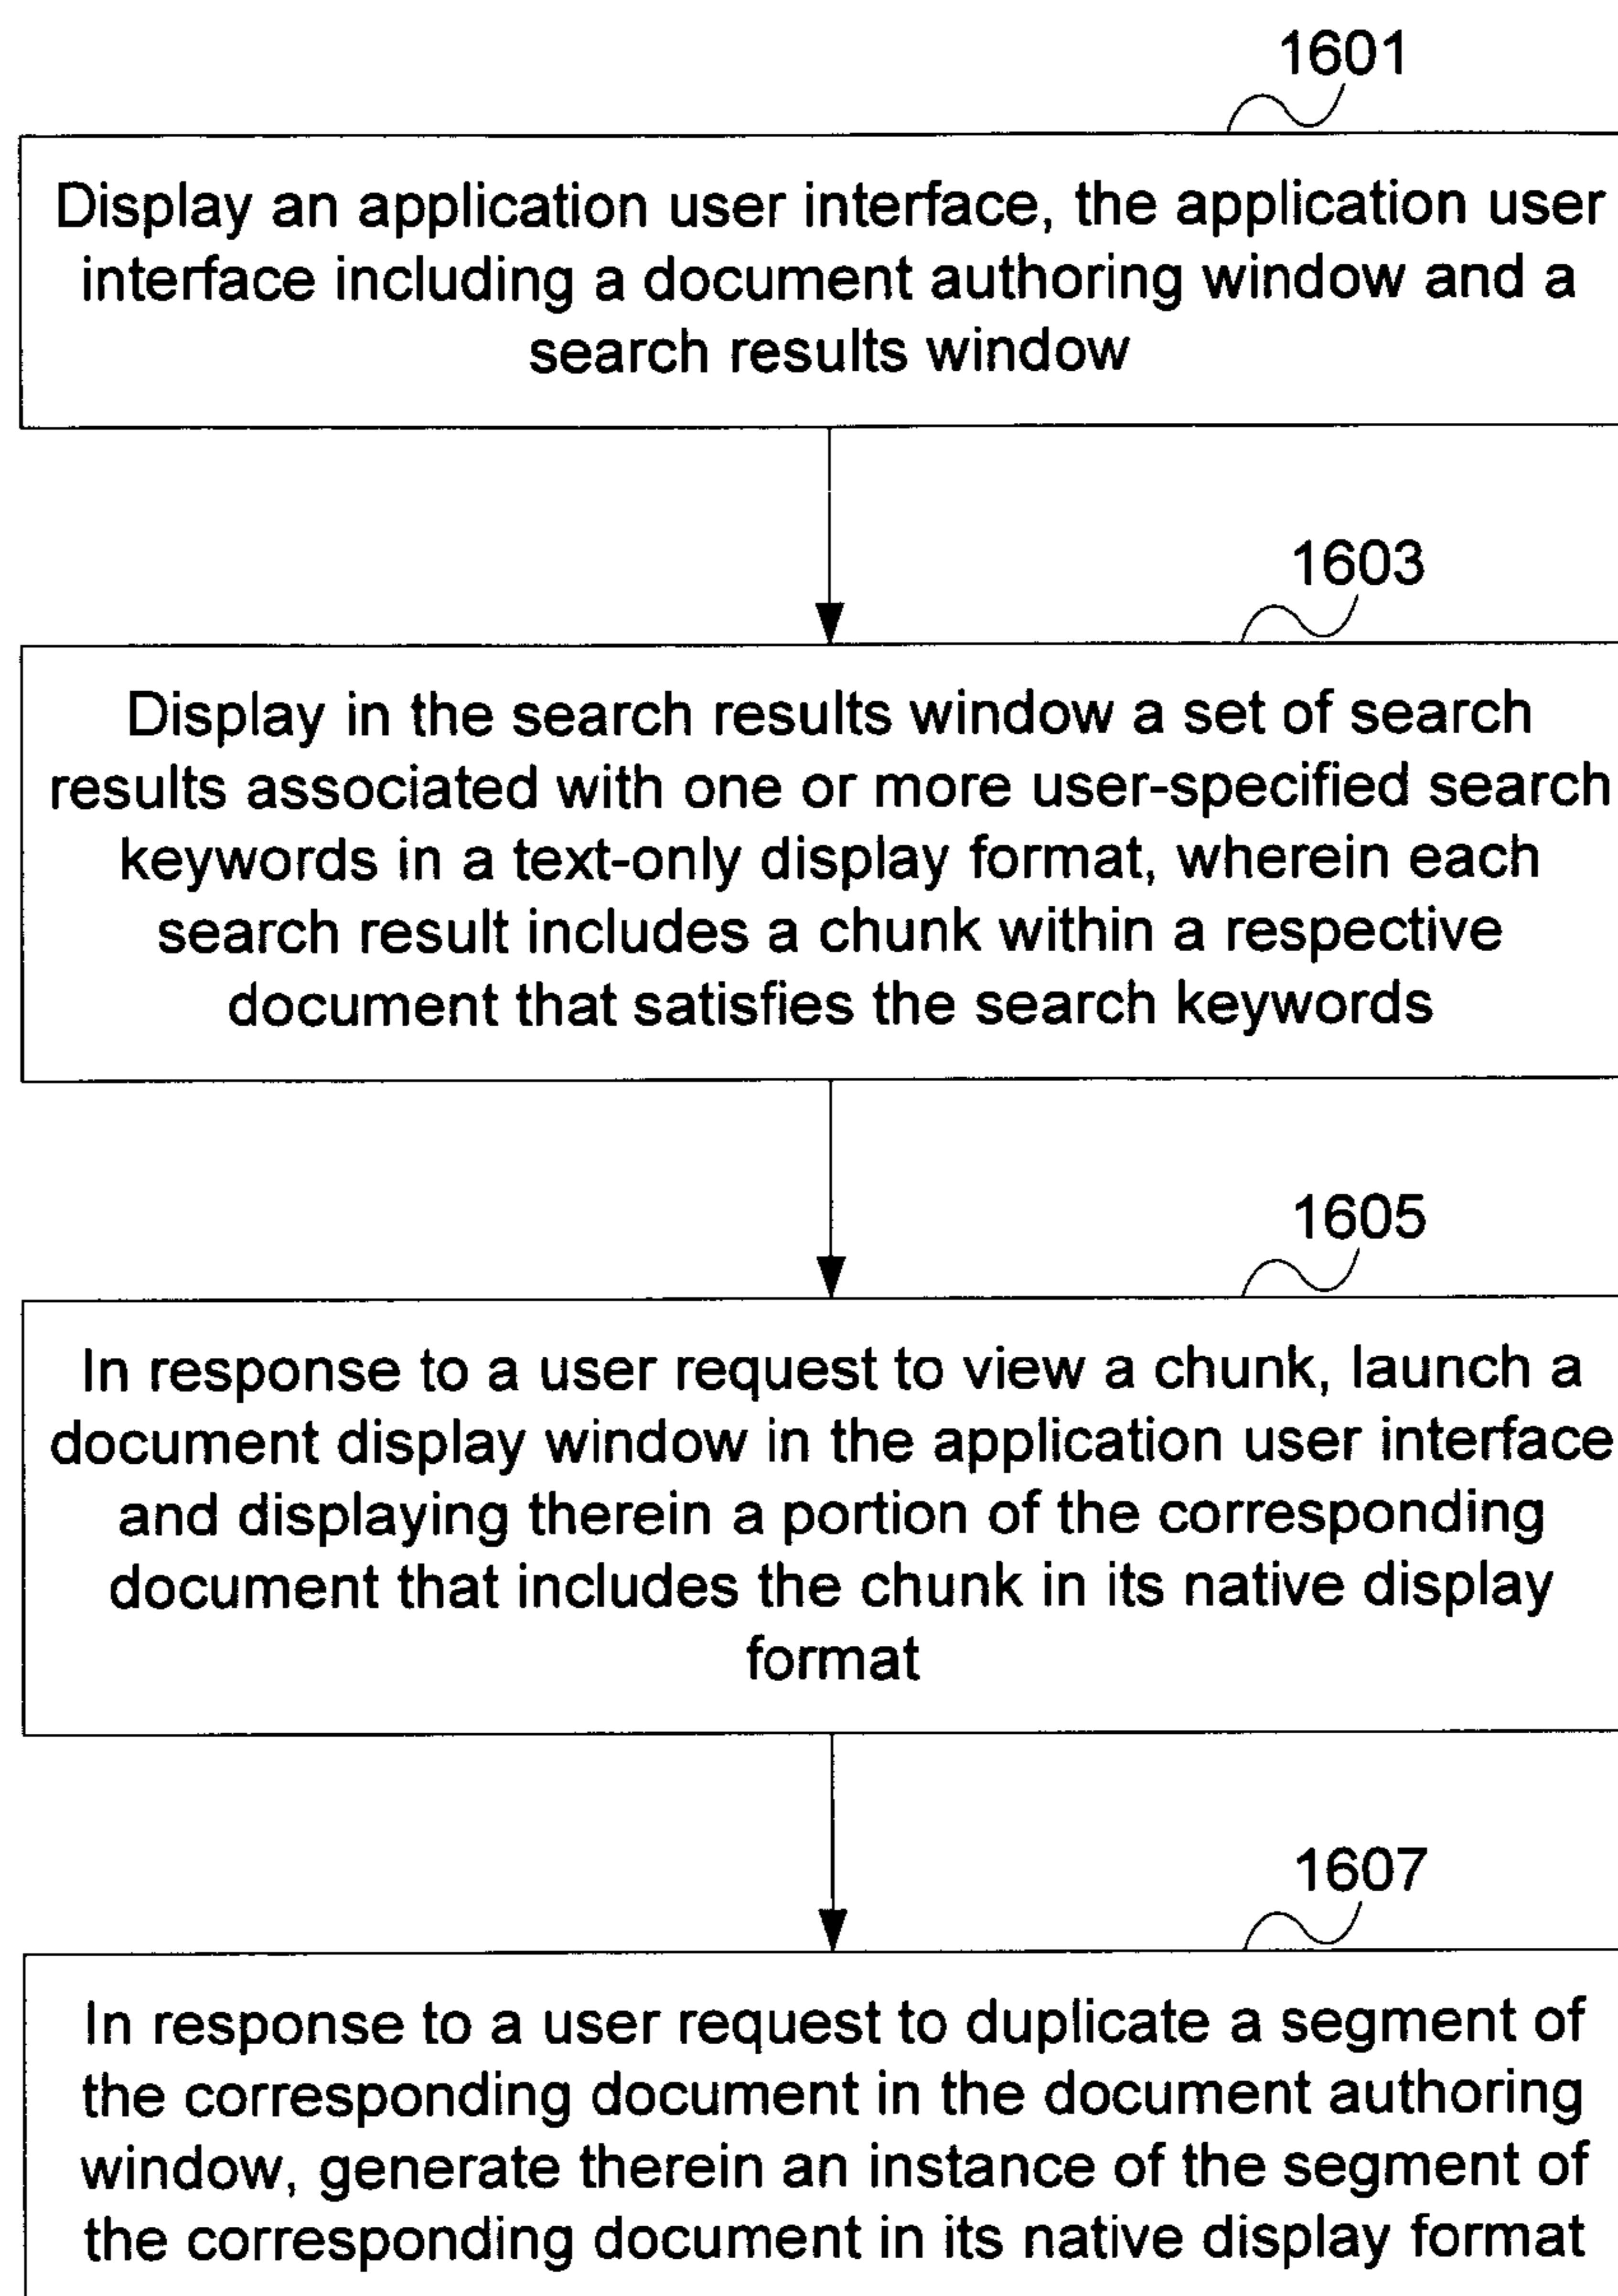 1601
Display an application user interface, the application user
interface including a document authoring window and a
search results window
1603
Display in the search results window a set of search
results associated with one or more user-specified search
keywords in a text-only display format, wherein each
search result includes a chunk within a respective
document that satisfies the search keywords
1605
In response to a user request to view a chunk, launch a
document display window in the application user interface
and displaying therein a portion of the corresponding
document that includes the chunk in its native display
format
1607
In response to a user request to duplicate a segment of
the corresponding document in the document authoring
window, generate therein an instance of the segment of
the corresponding document in its native display format